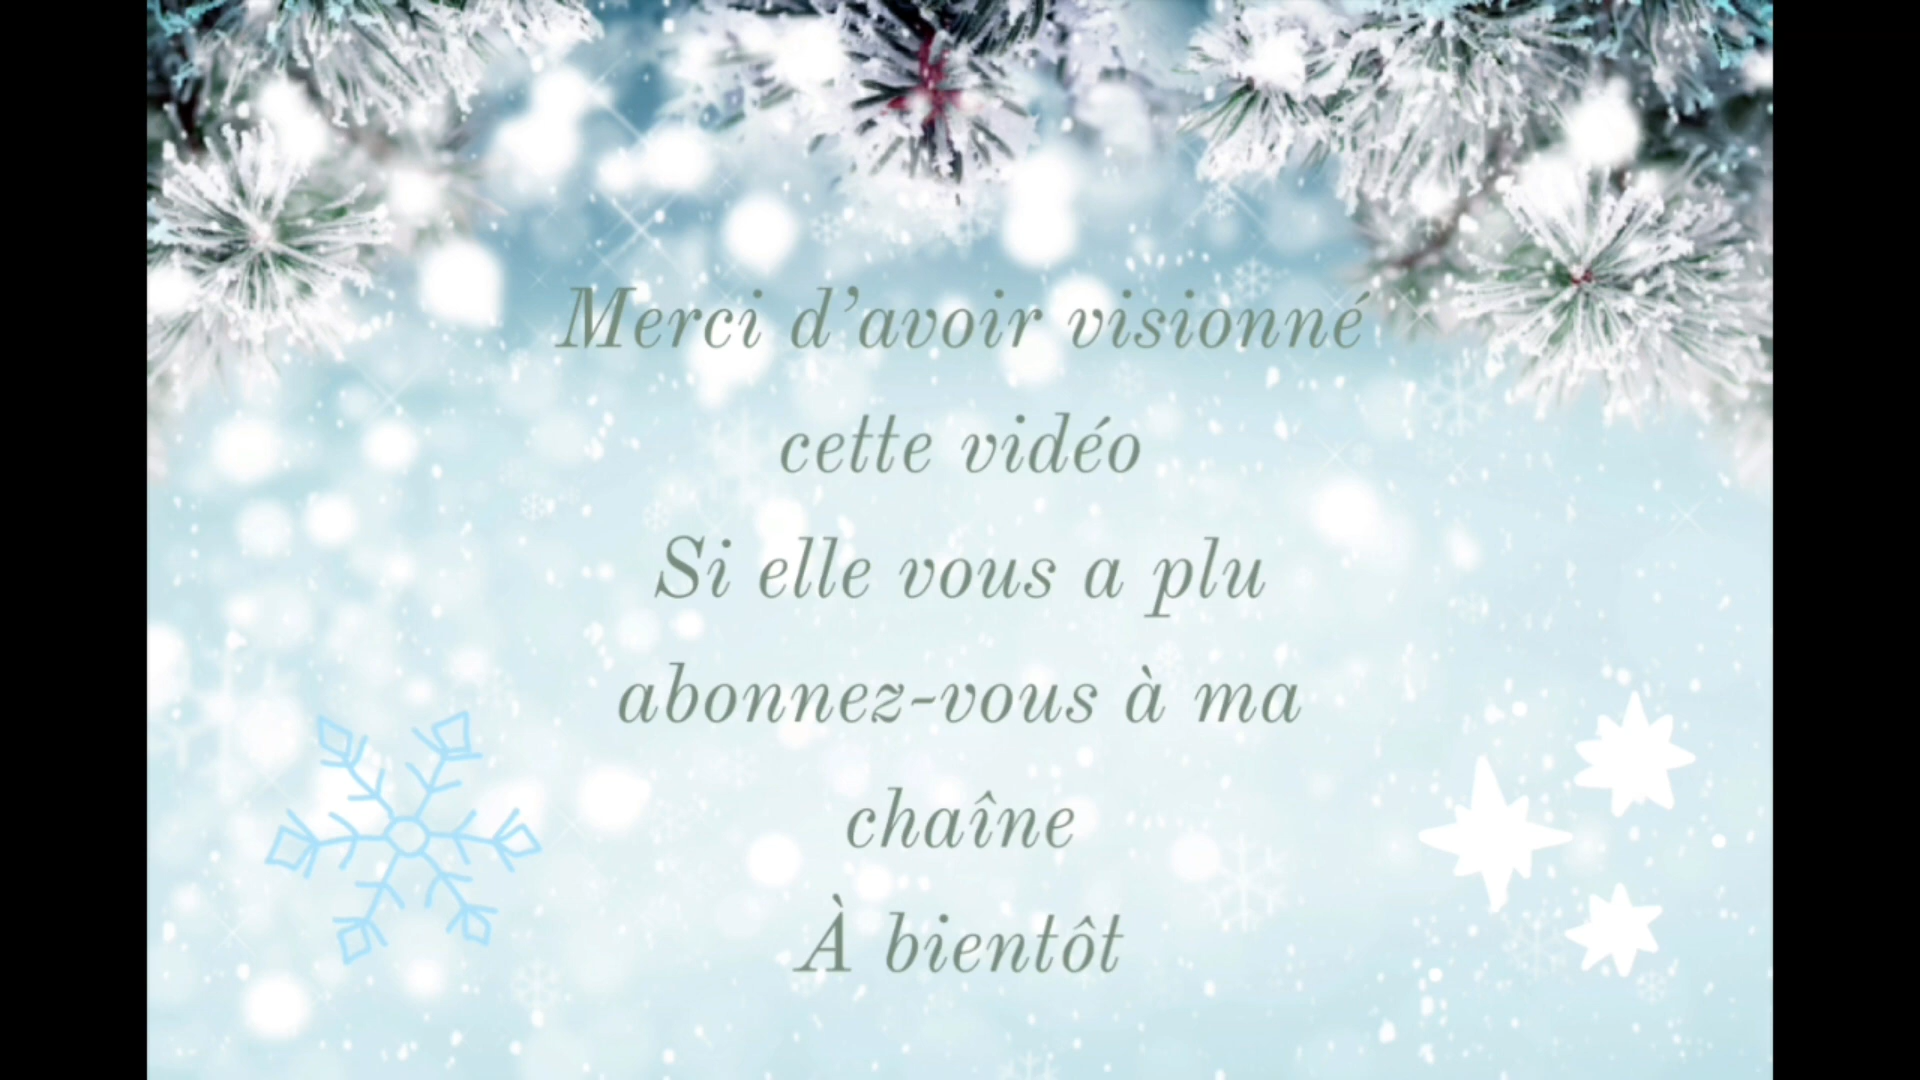 Merci d’avoir visionné
cette vidéo
Si elle vous a plu
abonnez-vous à ma
chaîne
À bientôt